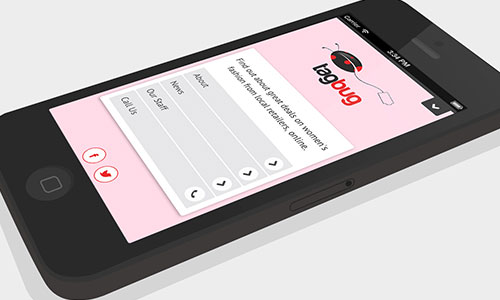 Carrier
3:34 PM
tagbug
Find out about great deals on women's
fashion from local retailers, online.
About
News
Our Staff
Call Us